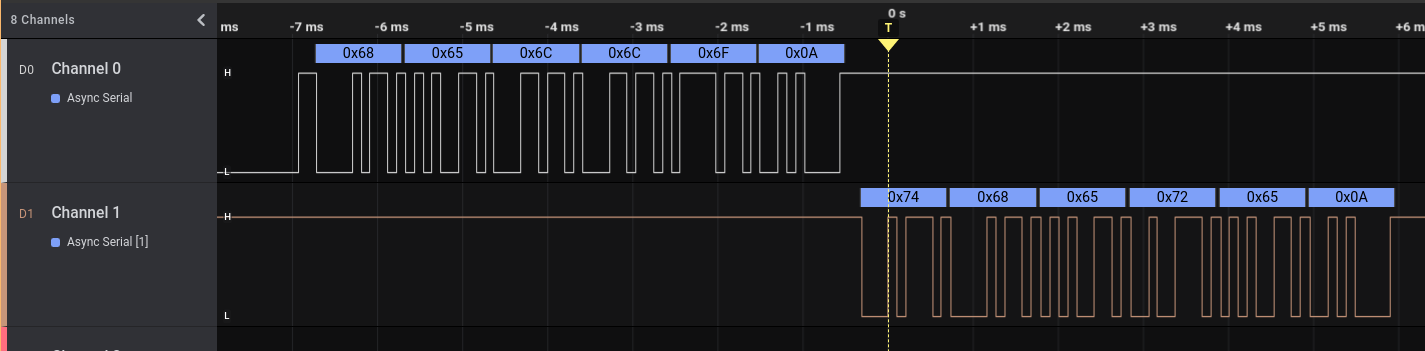 8 Channels
ms -7 ms -6 ms -5 ms -4 ms -3 ms -2 ms -1 ms 0 s +1 ms +2 ms +3 ms +4 ms +5 ms +6 m
T
D0 Channel 0
Async Serial
H
L
0x68 0x65 0x6C 0x6C 0x6F 0x0A
D1 Channel 1
Async Serial [1]
H
L
0x74 0x68 0x65 0x72 0x65 0x0A